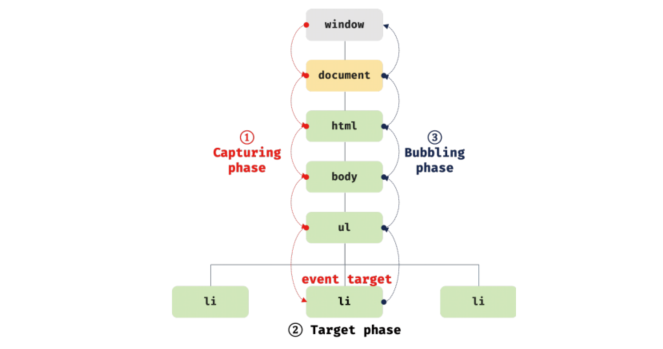 window
document
html
①
Capturing
phase
③
Bubbling
phase
body
ul
event target
li
li
li
② Target phase